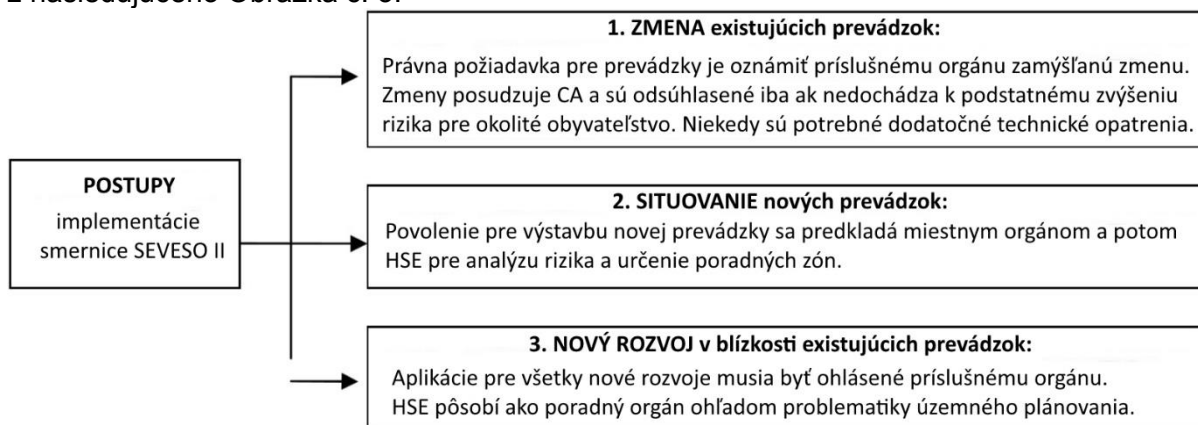 1. ZMENA existujúcich prevádzok:
Právna požiadavka pre prevádzky je oznámiť príslušnému orgánu zamýšľanú zmenu.
Zmeny posudzuje CA a sú odsúhlasené iba ak nedochádza k podstatnému zvýšeniu
rizika pre okolité obyvateľstvo. Niekedy sú potrebné dodatočné technické opatrenia.
POSTUPY
implementácie
smernice SEVESO II
2. SITUOVANIE nových prevádzok:
Povolenie pre výstavbu novej prevádzky sa predkladá miestnym orgánom a potom
HSE pre analýzu rizika a určenie poradných zón.
3. NOVÝ ROZVOJ v blízkosti existujúcich prevádzok:
Aplikácie pre všetky nové rozvoje musia byť ohlásené príslušnému orgánu.
HSE pôsobí ako poradný orgán ohľadom problematiky územného plánovania.